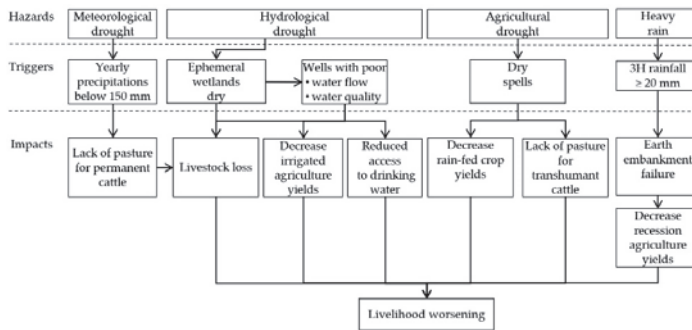 Hazards
Meteorological
drought
Hydrological
drought
Agricultural
drought
Heavy
rain
Triggers
Yearly
precipitations
below 150 mm
Ephemeral
wetlands
dry
Wells with poor
• water flow
• water quality
Dry
spells
3H rainfall
≥ 20 mm
Impacts
Lack of pasture
for permanent
cattle
Livestock loss
Decrease
irrigated
agriculture
yields
Reduced
access
to drinking
water
Decrease
rain-fed crop
yields
Lack of pasture
for
transhumant
cattle
Earth
embankment
failure
Decrease
recession
agriculture
yields
Livelihood worsening